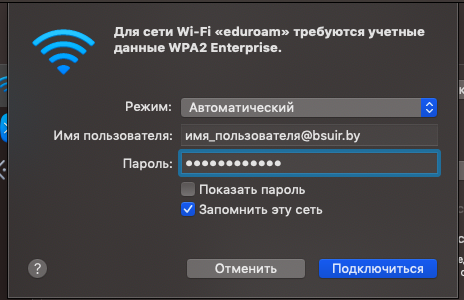 Для сети Wi-Fi «eduroam» требуются учетные
данные WPA2 Enterprise.
Режим: Автоматический
Имя пользователя: имя_пользователя@bsuir.by
Пароль: ••••••••••••
Показать пароль
Запомнить эту сеть
? Отменить Подключиться